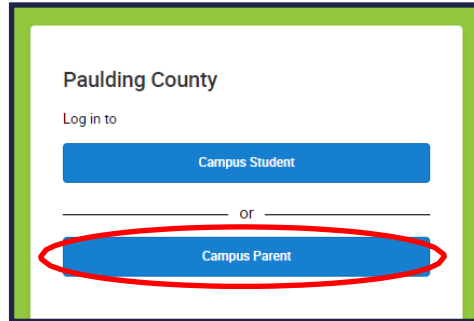 Paulding County
Log in to
Campus Student
or
Campus Parent